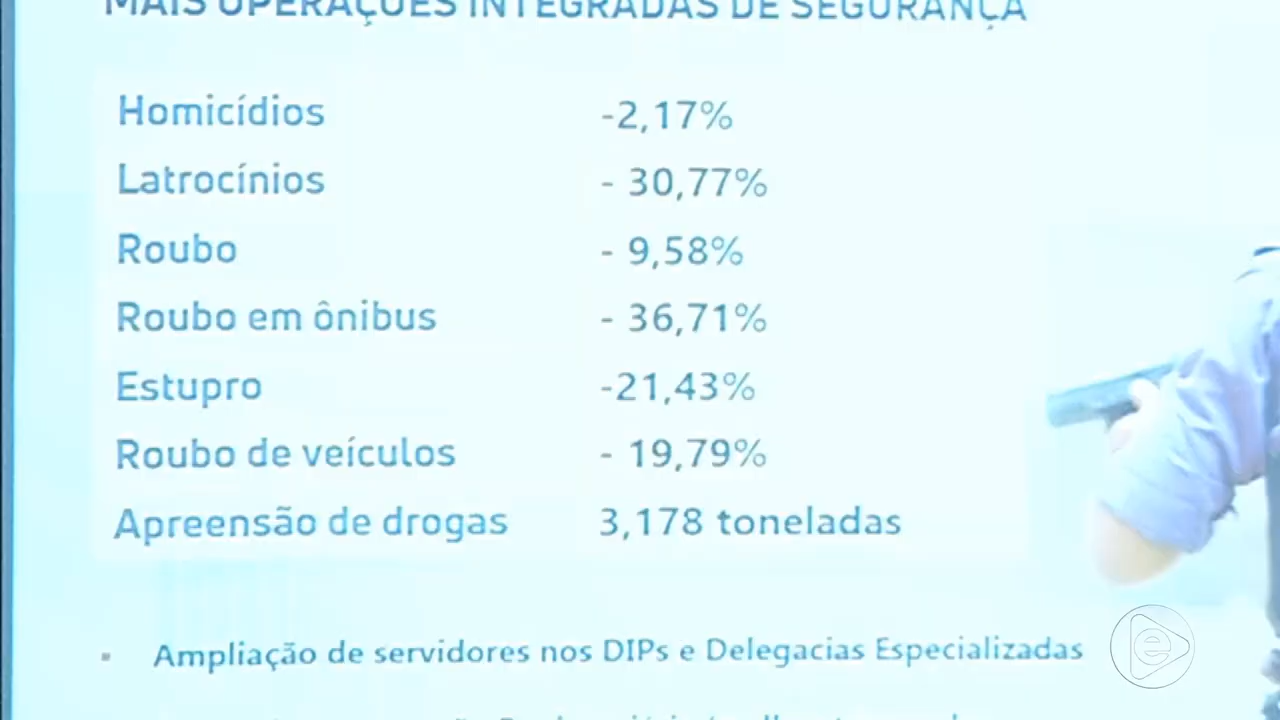 MAIS OPERAÇÕES INTEGRADAS DE SEGURANÇA
Homicídios -2,17%
Latrocínios - 30,77%
Roubo - 9,58%
Roubo em ônibus - 36,71%
Estupro -21,43%
Roubo de veículos - 19,79%
Apreensão de drogas 3,178 toneladas
▪ Ampliação de servidores nos DIPs e Delegacias Especializadas
e